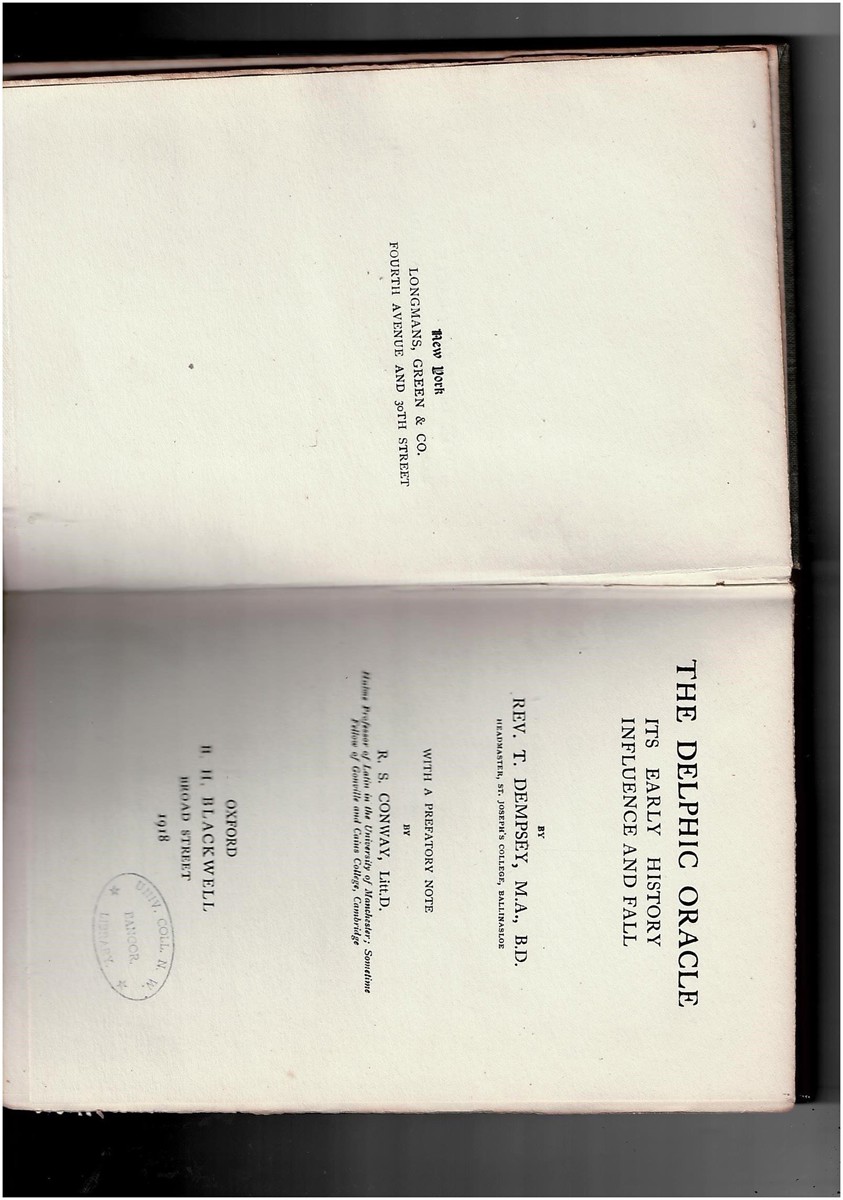 New York
LONGMANS, GREEN & CO.
FOURTH AVENUE AND 30TH STREET
THE DELPHIC ORACLE
ITS EARLY HISTORY
INFLUENCE AND FALL
BY
REV. T. DEMPSEY, M.A., B.D.
HEADMASTER, ST. JOSEPH'S COLLEGE, BALLINASLOE
WITH A PREFATORY NOTE
BY
R. S. CONWAY, Litt.D.
Hulme Professor of Latin in the University of Manchester; Sometime
Fellow of Gonville and Caius College, Cambridge
OXFORD
B. H. BLACKWELL
BROAD STREET
1918
UNIV. COLL. N. W.
BANGOR.
LIBRARY.